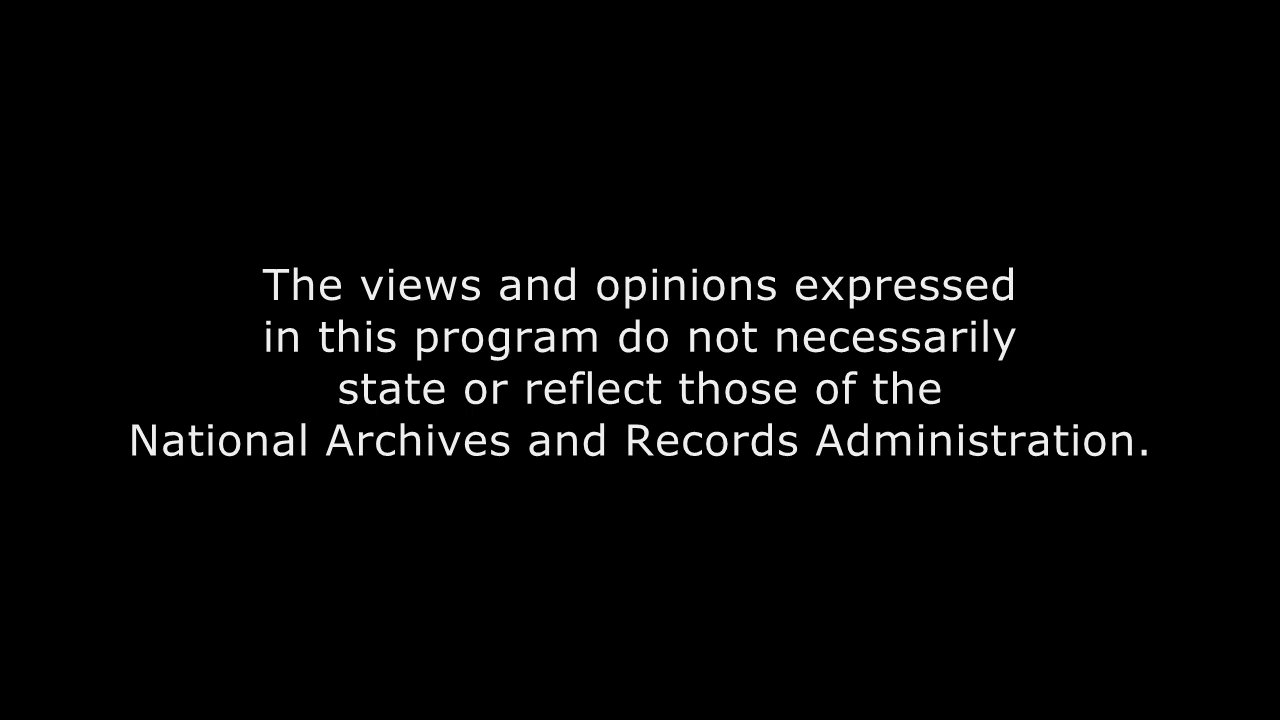 The views and opinions expressed
in this program do not necessarily
state or reflect those of the
National Archives and Records Administration.